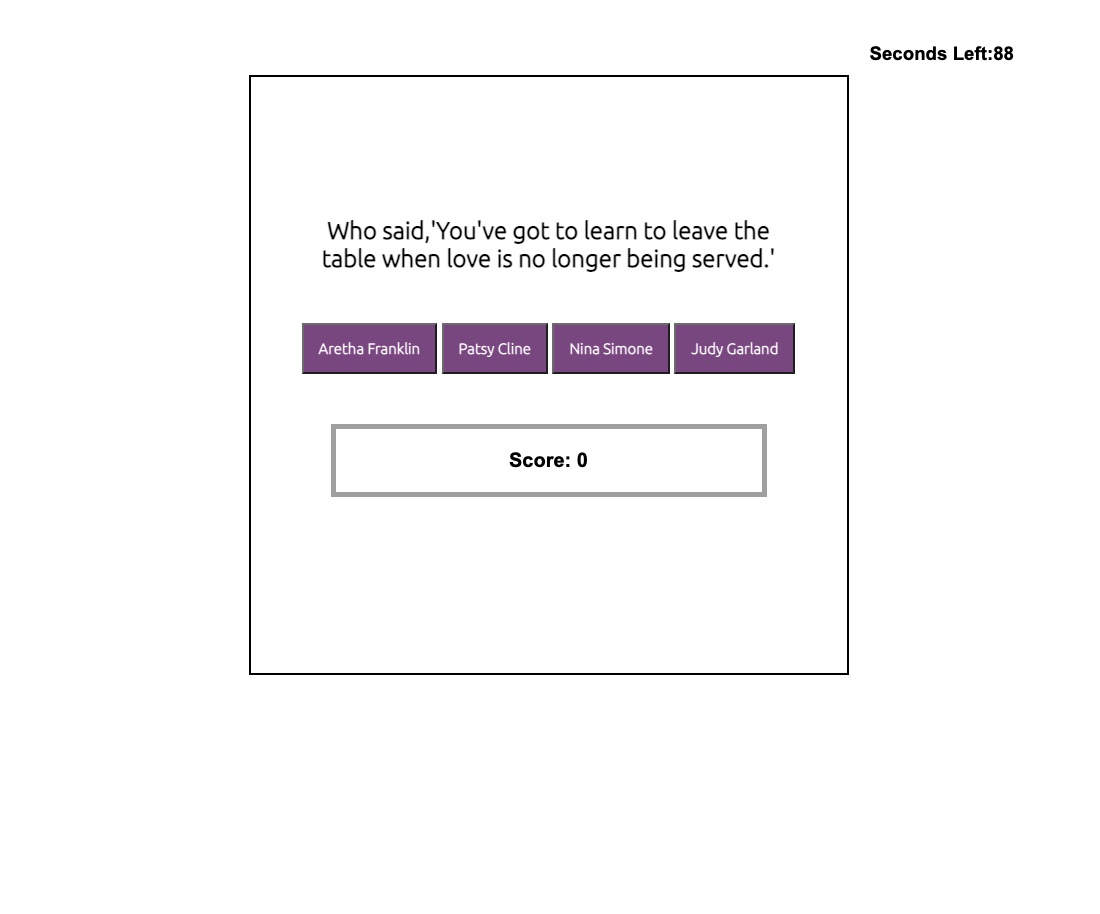 Seconds Left:88
Who said,'You've got to learn to leave the
table when love is no longer being served.'
Aretha Franklin
Patsy Cline
Nina Simone
Judy Garland
Score: 0